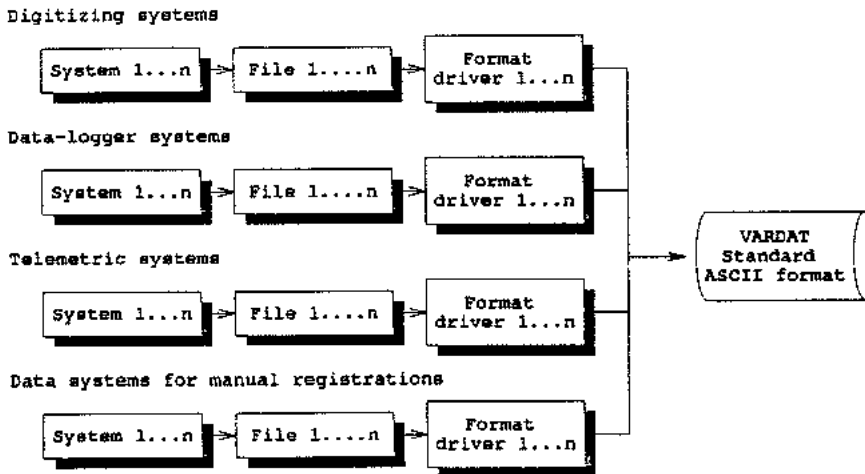 Digitizing systems
System 1...n
File 1....n
Format
driver 1...n
Data-logger systems
System 1...n
File 1....n
Format
driver 1...n
VARDAT
Standard
ASCII format
Telemetric systems
System 1...n
File 1....n
Format
driver 1...n
Data systems for manual registrations
System 1...n
File 1....n
Format
driver 1...n